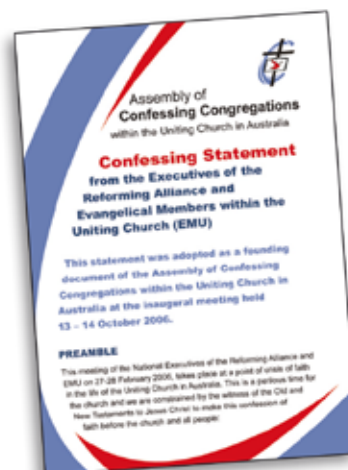 Assembly of
Confessing Congregations
within the Uniting Church in Australia
Confessing Statement
from the Executives of the
Reforming Alliance and
Evangelical Members within the
Uniting Church (EMU)
This statement was adopted as a founding
document of the Assembly of Confessing
Congregations within the Uniting Church in
Australia at the inaugural meeting held
13 - 14 October 2006.
PREAMBLE
This meeting of the National Executives of the Reforming Alliance and
EMU on 27-28 February 2006, takes place at a point of crisis of faith
in the life of the Uniting Church in Australia. This is a perilous time for
the church and we are constrained by the witness of the Old and
New Testaments to Jesus Christ to make this confession of
faith before the church and all people: